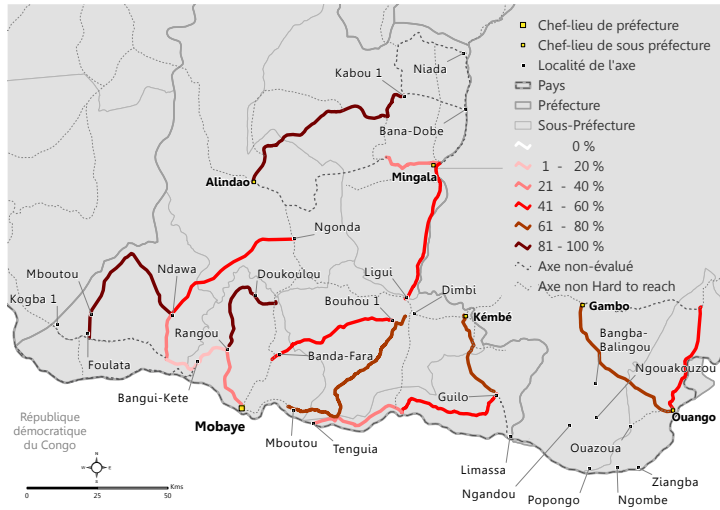 Chef-lieu de préfecture
Chef-lieu de sous préfecture
Localité de l'axe
Pays
Préfecture
Sous-Préfecture
0 %
1 - 20 %
21 - 40 %
41 - 60 %
61 - 80 %
81 - 100 %
Axe non-évalué
Axe non Hard to reach
Niada
Kabou 1
Bana-Dobe
Alindao
Mingala
Ngonda
Mboutou
Ndawa
Doukoulou
Ligui
Dimbi
Kogba 1
Bouhou 1
Kémbé
Gambo
Rangou
Bangba-
Balingou
Foulata
Banda-Fara
Ngouakouzou
Bangui-Kete
Guilo
Mobaye
Ouango
République
démocratique
du Congo
Mboutou
Tenguia
Ouazoua
Limassa
Ngandou
Popongo
Ngombe
Ziangba
N
W
E
S
Kms
0
25
50